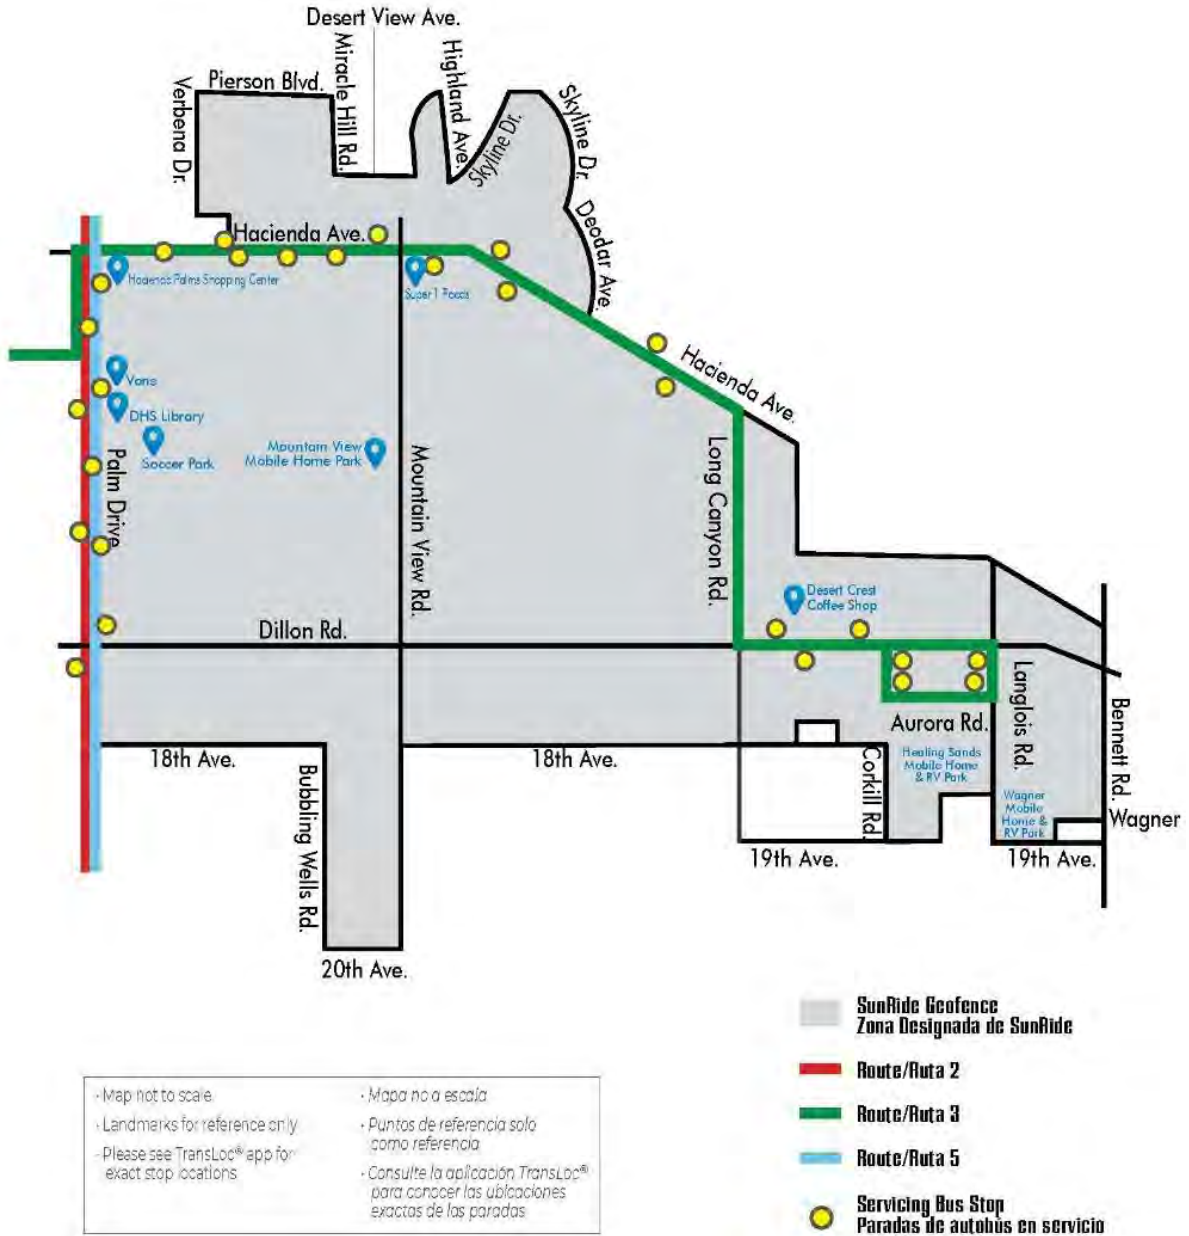 Desert View Ave.
Pierson Blvd.
Verbena Dr.
Miracle Hill Rd.
Highland Ave.
Skyline Dr.
Skyline Dr.
Deodar Ave.
Hacienda Ave.
Hacienda Palms Shopping Center
Super 1 Foods
Hacienda Ave.
Vons
DHS Library
Soccer Park
Mountain View
Mobile Home Park
Palm Drive
Mountain View Rd.
Long Canyon Rd.
Desert Crest
Coffee Shop
Dillon Rd.
Langlois Rd.
Bennett Rd.
Aurora Rd.
18th Ave.
18th Ave.
Bubbling Wells Rd.
Corkill Rd.
Healing Sands
Mobile Home
& RV Park
Wagner
Mobile
Home &
RV Park
Wagner
19th Ave.
19th Ave.
20th Ave.
SunRide Geofence
Zona Designada de SunRide
Route/Ruta 2
Route/Ruta 3
Route/Ruta 5
Servicing Bus Stop
Paradas de autobús en servicio
· Map not to scale
· Landmarks for reference only
· Please see TransLoc® app for
exact stop locations
· Mapa no a escala
· Puntos de referencia solo
como referencia
· Consulte la aplicación TransLoc®
para conocer las ubicaciones
exactas de las paradas